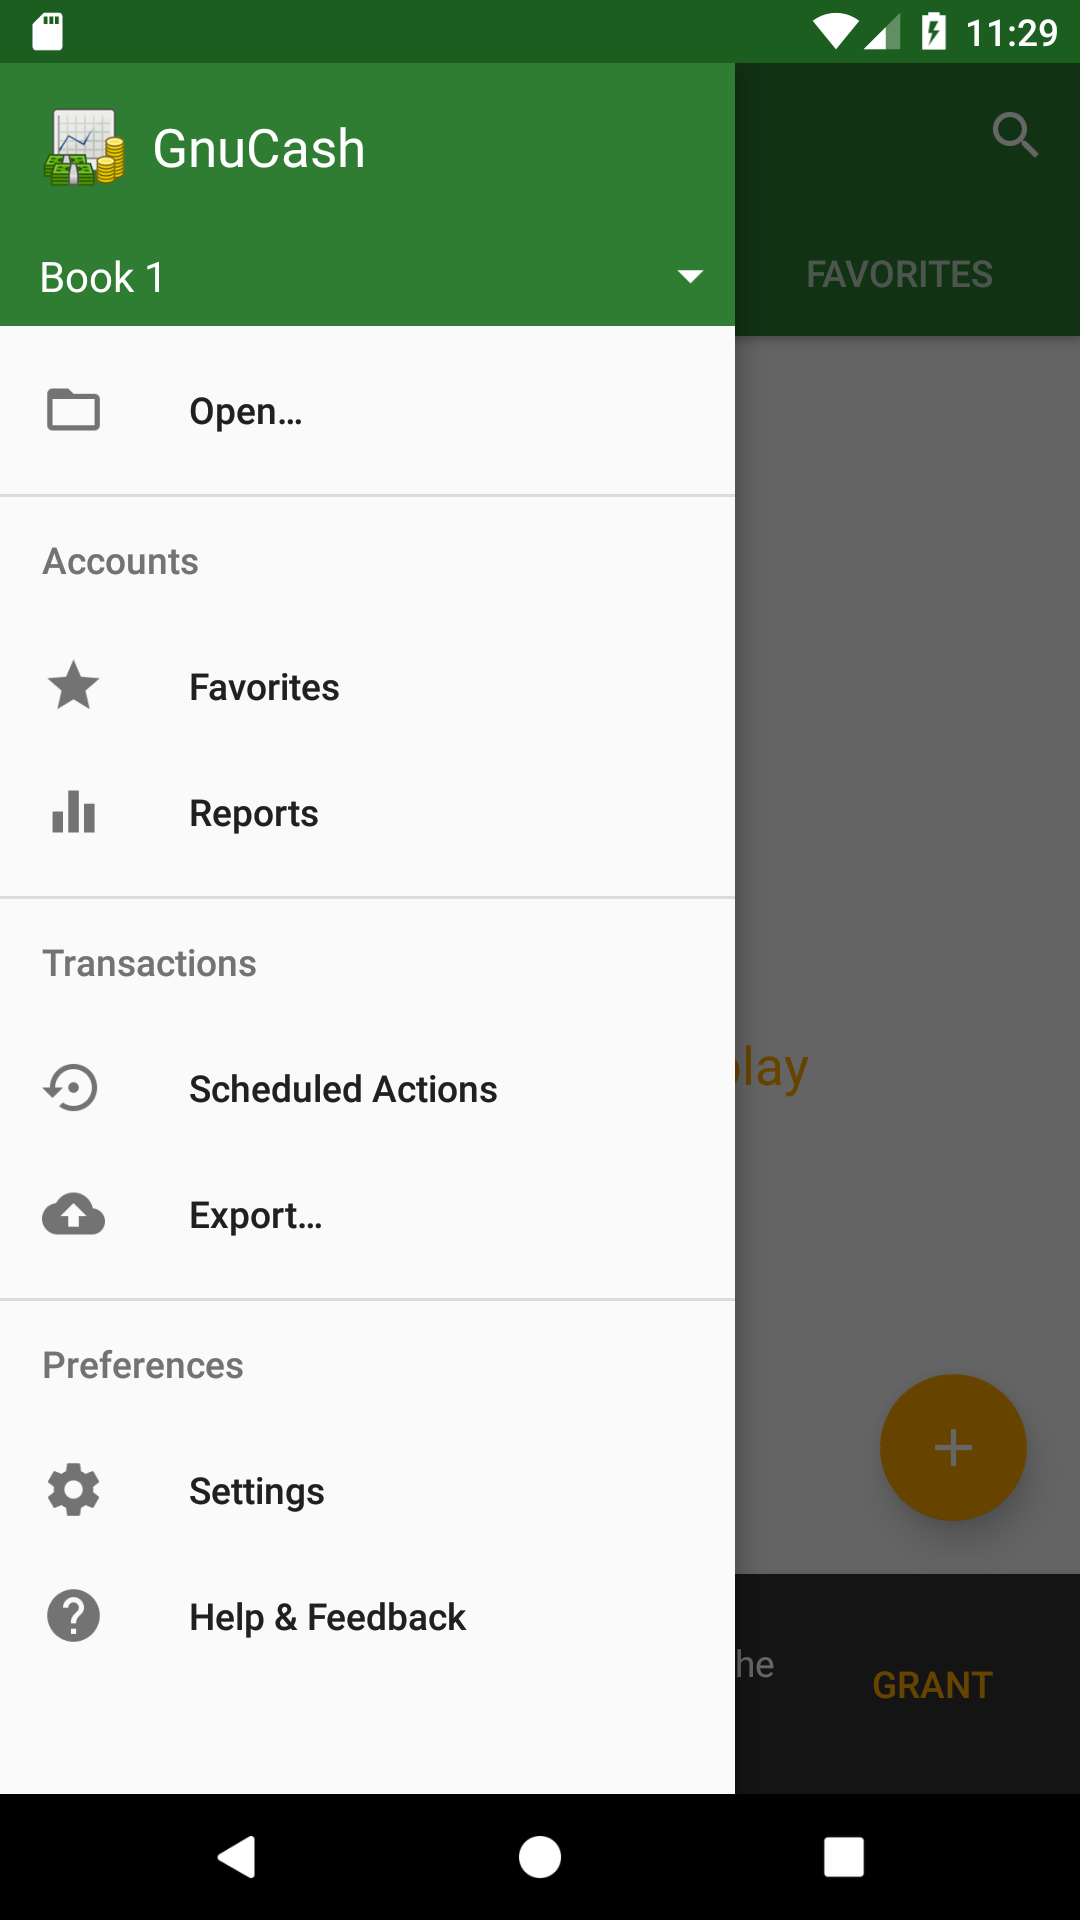 11:29
GnuCash
Book 1
FAVORITES
Open…
Accounts
Favorites
Reports
Transactions
Scheduled Actions
Export…
Preferences
Settings
Help & Feedback
he
GRANT